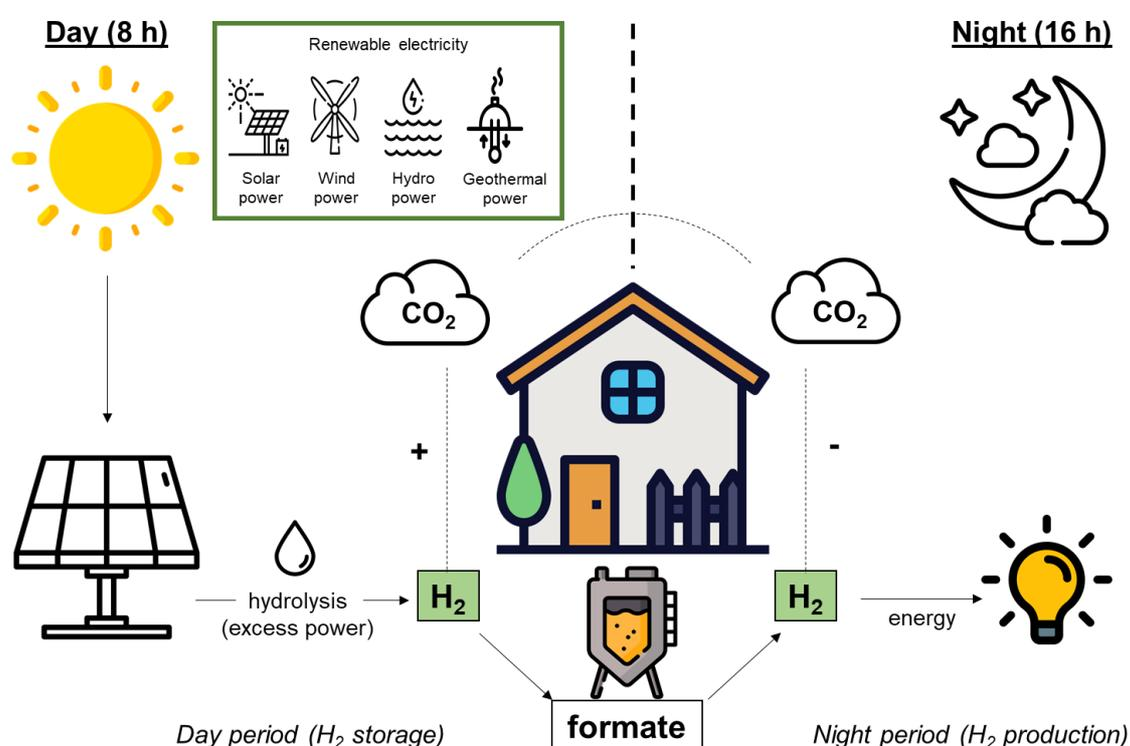 Day (8 h)
Night (16 h)
Renewable electricity
Solar power
Wind power
Hydro power
Geothermal power
CO₂
CO₂
+
-
hydrolysis
(excess power)
H₂
H₂
energy
formate
Day period (H₂ storage)
Night period (H₂ production)